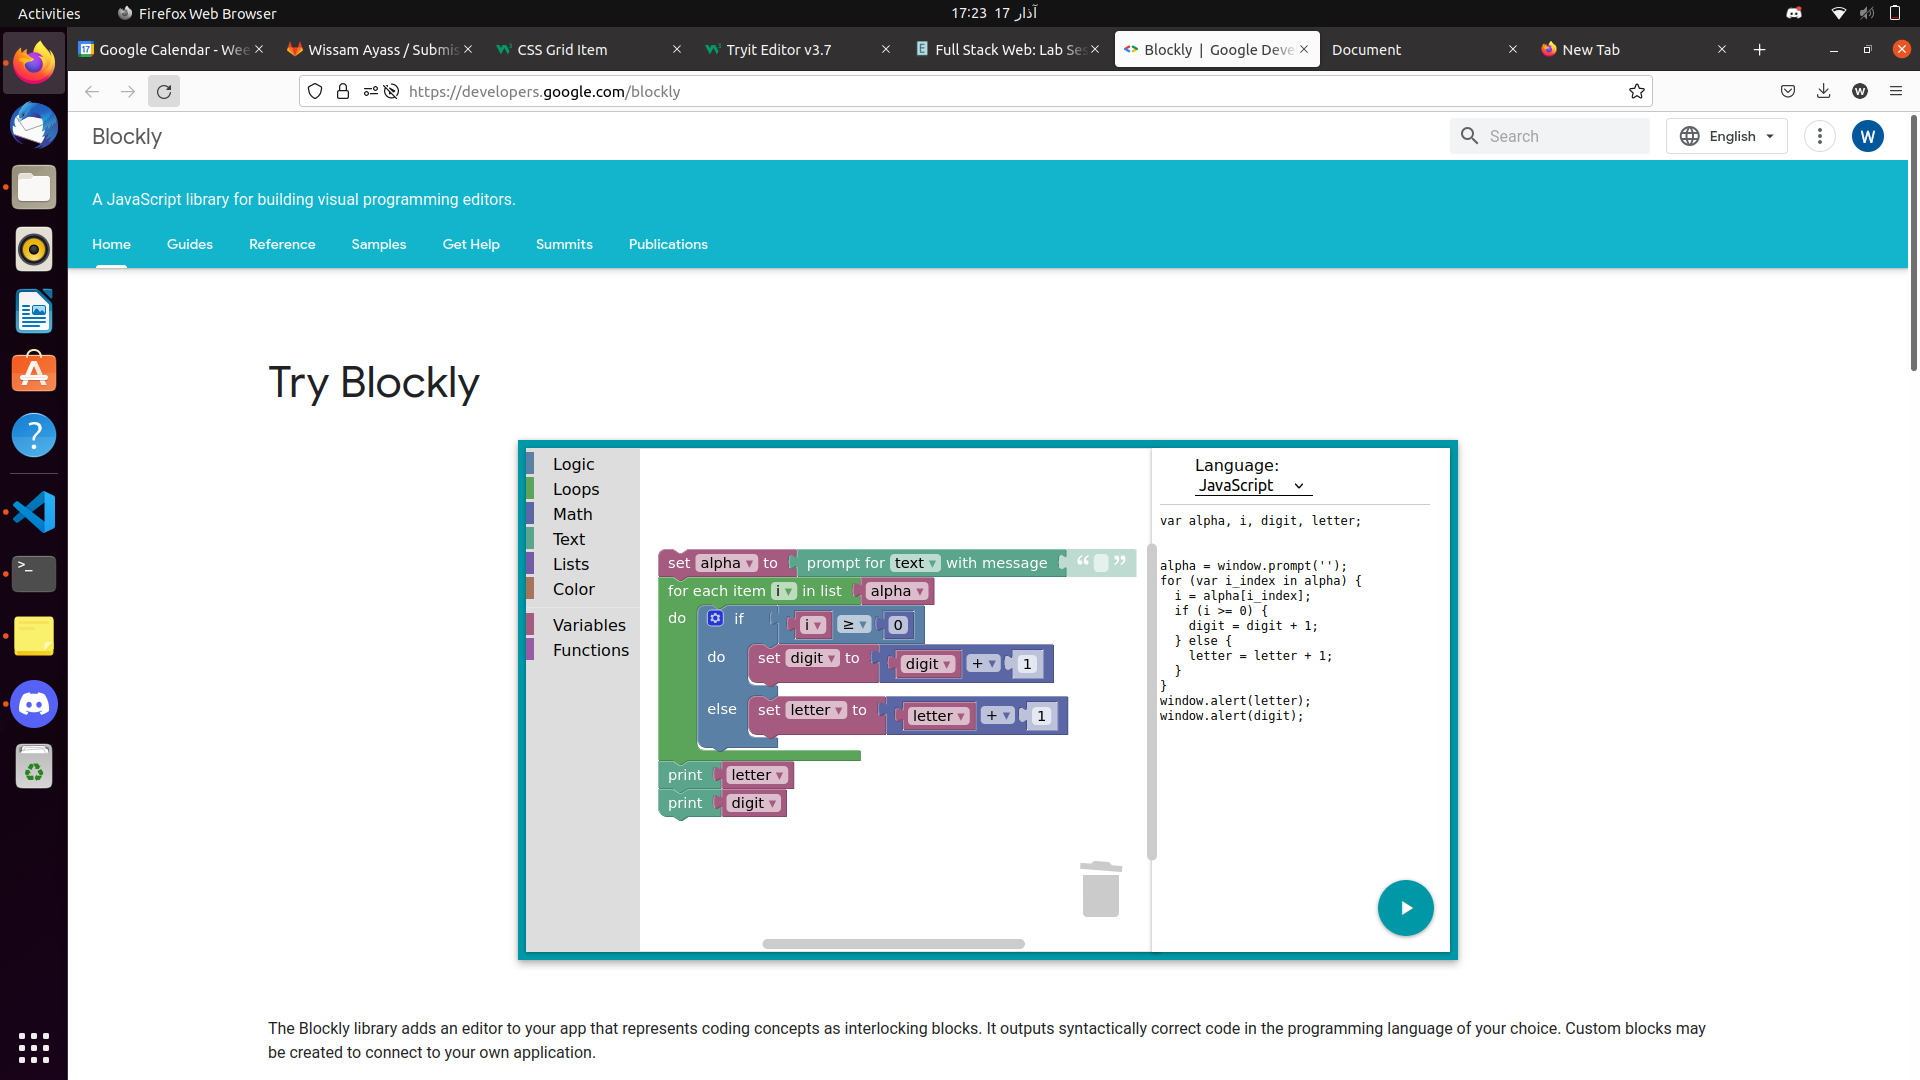 Activities
Firefox Web Browser
17:23 17 آذار
Google Calendar - Wee
Wissam Ayass / Submis
CSS Grid Item
Tryit Editor v3.7
Full Stack Web: Lab Ses
Blockly | Google Deve
Document
New Tab
https://developers.google.com/blockly
W
Blockly
Search
English
W
A JavaScript library for building visual programming editors.
Home
Guides
Reference
Samples
Get Help
Summits
Publications
Try Blockly
Logic
Loops
Math
Text
Lists
Color
Variables
Functions
set alpha to prompt for text with message “ ”
for each item i in list alpha
do if i ≥ 0
do set digit to digit + 1
else set letter to letter + 1
print letter
print digit
Language:
JavaScript
var alpha, i, digit, letter;
alpha = window.prompt('');
for (var i_index in alpha) {
i = alpha[i_index];
if (i >= 0) {
digit = digit + 1;
} else {
letter = letter + 1;
}
}
window.alert(letter);
window.alert(digit);
The Blockly library adds an editor to your app that represents coding concepts as interlocking blocks. It outputs syntactically correct code in the programming language of your choice. Custom blocks may
be created to connect to your own application.